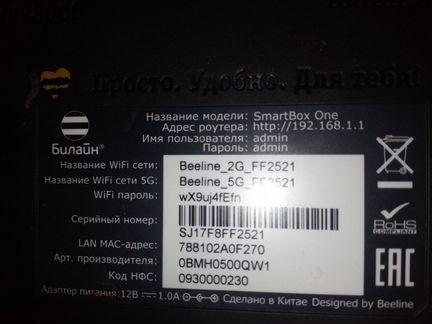 Просто. Удобно. Для тебя!
Билайн®
Название модели: SmartBox One
Адрес роутера: http://192.168.1.1
Имя пользователя: admin
Пароль: admin
Название WiFi сети: Beeline_2G_FF2521
Название WiFi сети 5G: Beeline_5G_FF2521
WiFi пароль: wX9uj4fEfn
Серийный номер:
SJ17F8FF2521
LAN MAC-адрес: 788102A0F270
Арт. производителя: 0BMH0500QW1
Код НФС: 0930000230
RoHS
COMPLIANT
EAC
Адаптер питания: 12В 1.0А
Сделано в Китае Designed by Beeline